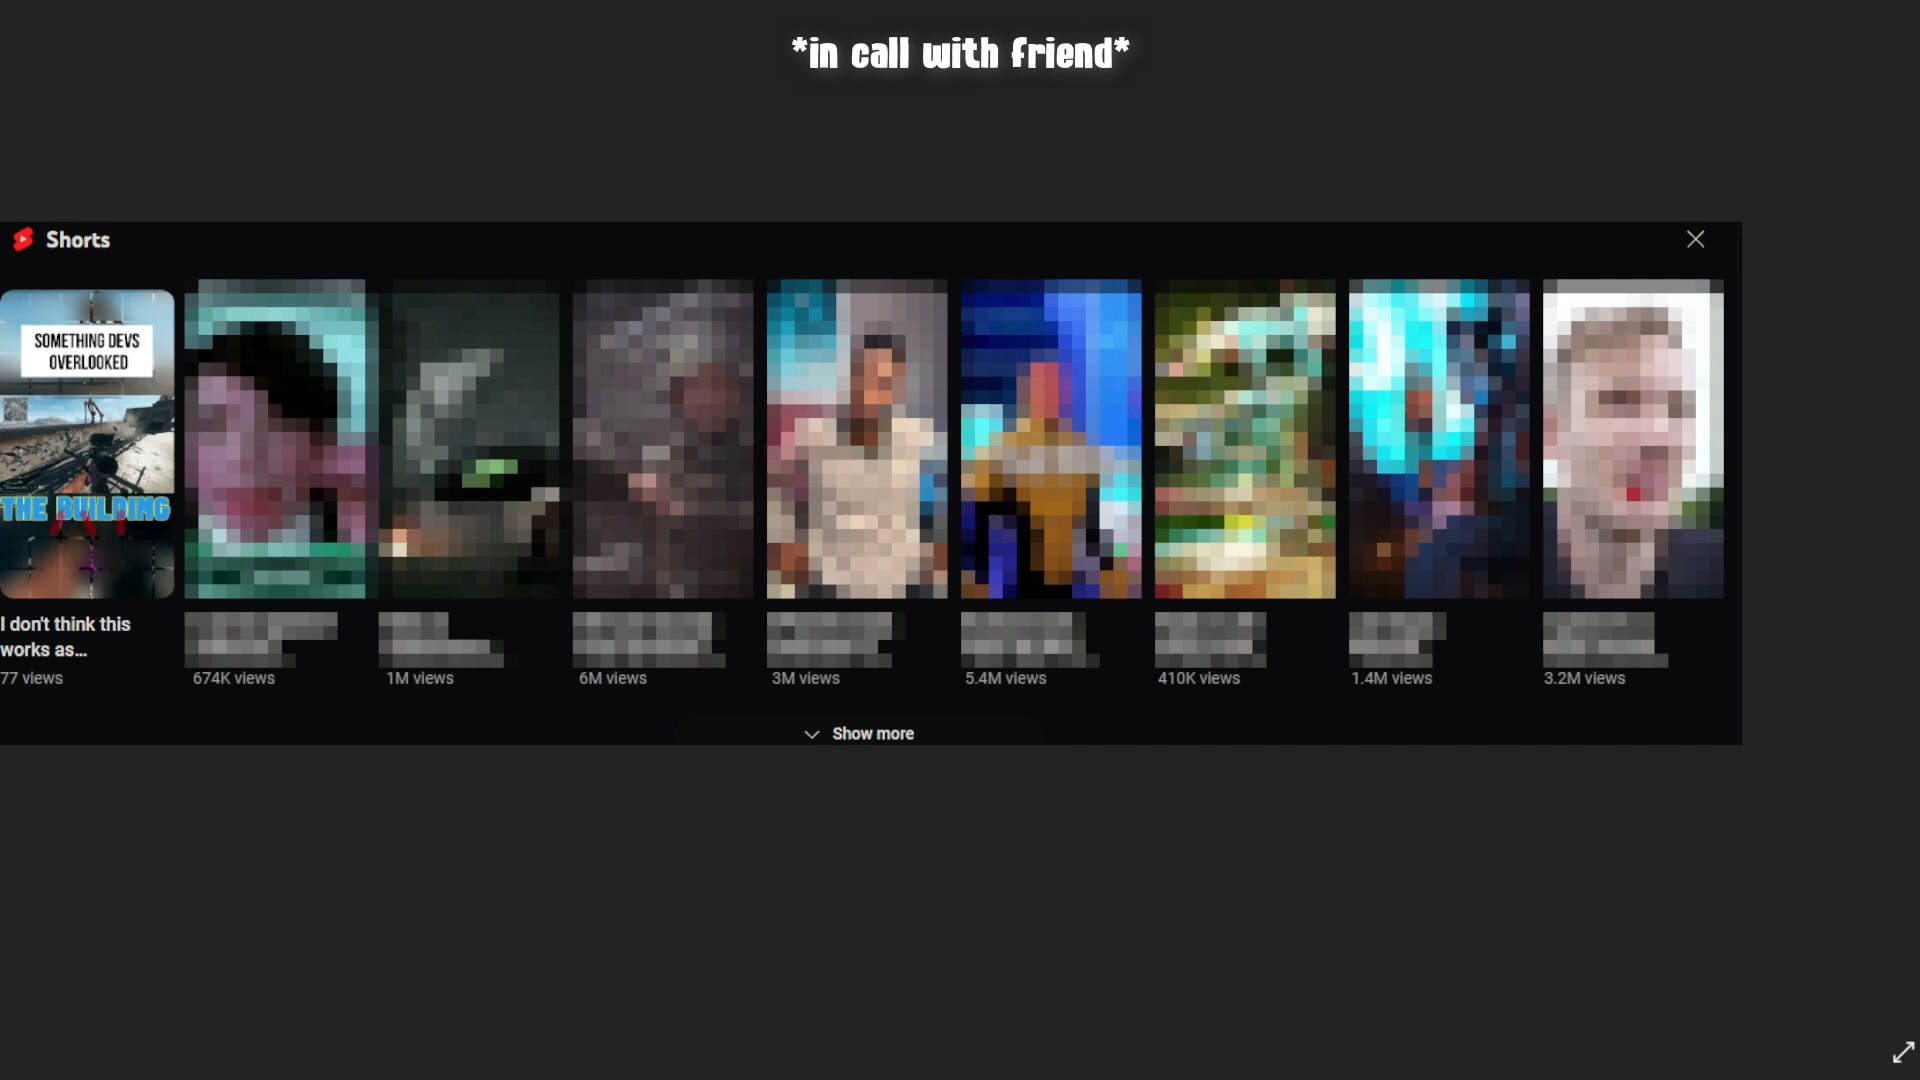 *in call with friend*
Shorts
SOMETHING DEVS
OVERLOOKED
THE BUILDING
I don't think this
works as...
77 views
674K views
1M views
6M views
3M views
5.4M views
410K views
1.4M views
3.2M views
Show more